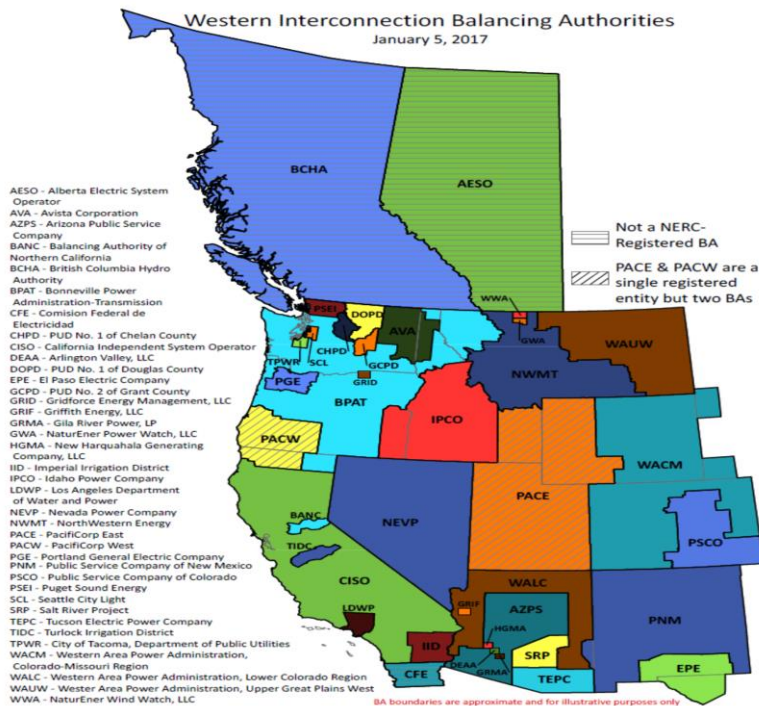 Western Interconnection Balancing Authorities
January 5, 2017
BCHA
AESO
AESO - Alberta Electric System
Operator
AVA - Avista Corporation
AZPS - Arizona Public Service
Company
BANC - Balancing Authority of
Northern California
BCHA - British Columbia Hydro
Authority
BPAT - Bonneville Power
Administration-Transmission
CFE - Comision Federal de
Electricidad
CHPD - PUD No. 1 of Chelan County
CISO - California Independent System Operator
DEAA - Arlington Valley, LLC
DOPD - PUD No. 1 of Douglas County
EPE - El Paso Electric Company
GCPD - PUD No. 2 of Grant County
GRID - Gridforce Energy Management, LLC
GRIF - Griffith Energy, LLC
GRMA - Gila River Power, LP
GWA - NaturEner Power Watch, LLC
HGMA - New Harquahala Generating
Company, LLC
IID - Imperial Irrigation District
IPCO - Idaho Power Company
LDWP - Los Angeles Department
of Water and Power
NEVP - Nevada Power Company
NWMT - NorthWestern Energy
PACE - PacifiCorp East
PACW - PacifiCorp West
PGE - Portland General Electric Company
PNM - Public Service Company of New Mexico
PSCO - Public Service Company of Colorado
PSEI - Puget Sound Energy
SCL - Seattle City Light
SRP - Salt River Project
TEPC - Tucson Electric Power Company
TIDC - Turlock Irrigation District
TPWR - City of Tacoma, Department of Public Utilities
WACM - Western Area Power Administration,
Colorado-Missouri Region
WALC - Western Area Power Administration, Lower Colorado Region
WAUW - Wester Area Power Administration, Upper Great Plains West
WWA - NaturEner Wind Watch, LLC
Not a NERC-
Registered BA
PACE & PACW are a
single registered
entity but two BAs
WWA
PSEI
DOPD
AVA
GWA
WAUW
CHPD
GCPD
TPWR
SCL
GRID
NWMT
PGE
BPAT
IPCO
PACW
WACM
PACE
BANC
NEVP
PSCO
TIDC
CISO
WALC
LDWP
GRIF
AZPS
PNM
HGMA
IID
SRP
DEAA
GRMA
CFE
TEPC
EPE
BA boundaries are approximate and for illustrative purposes only